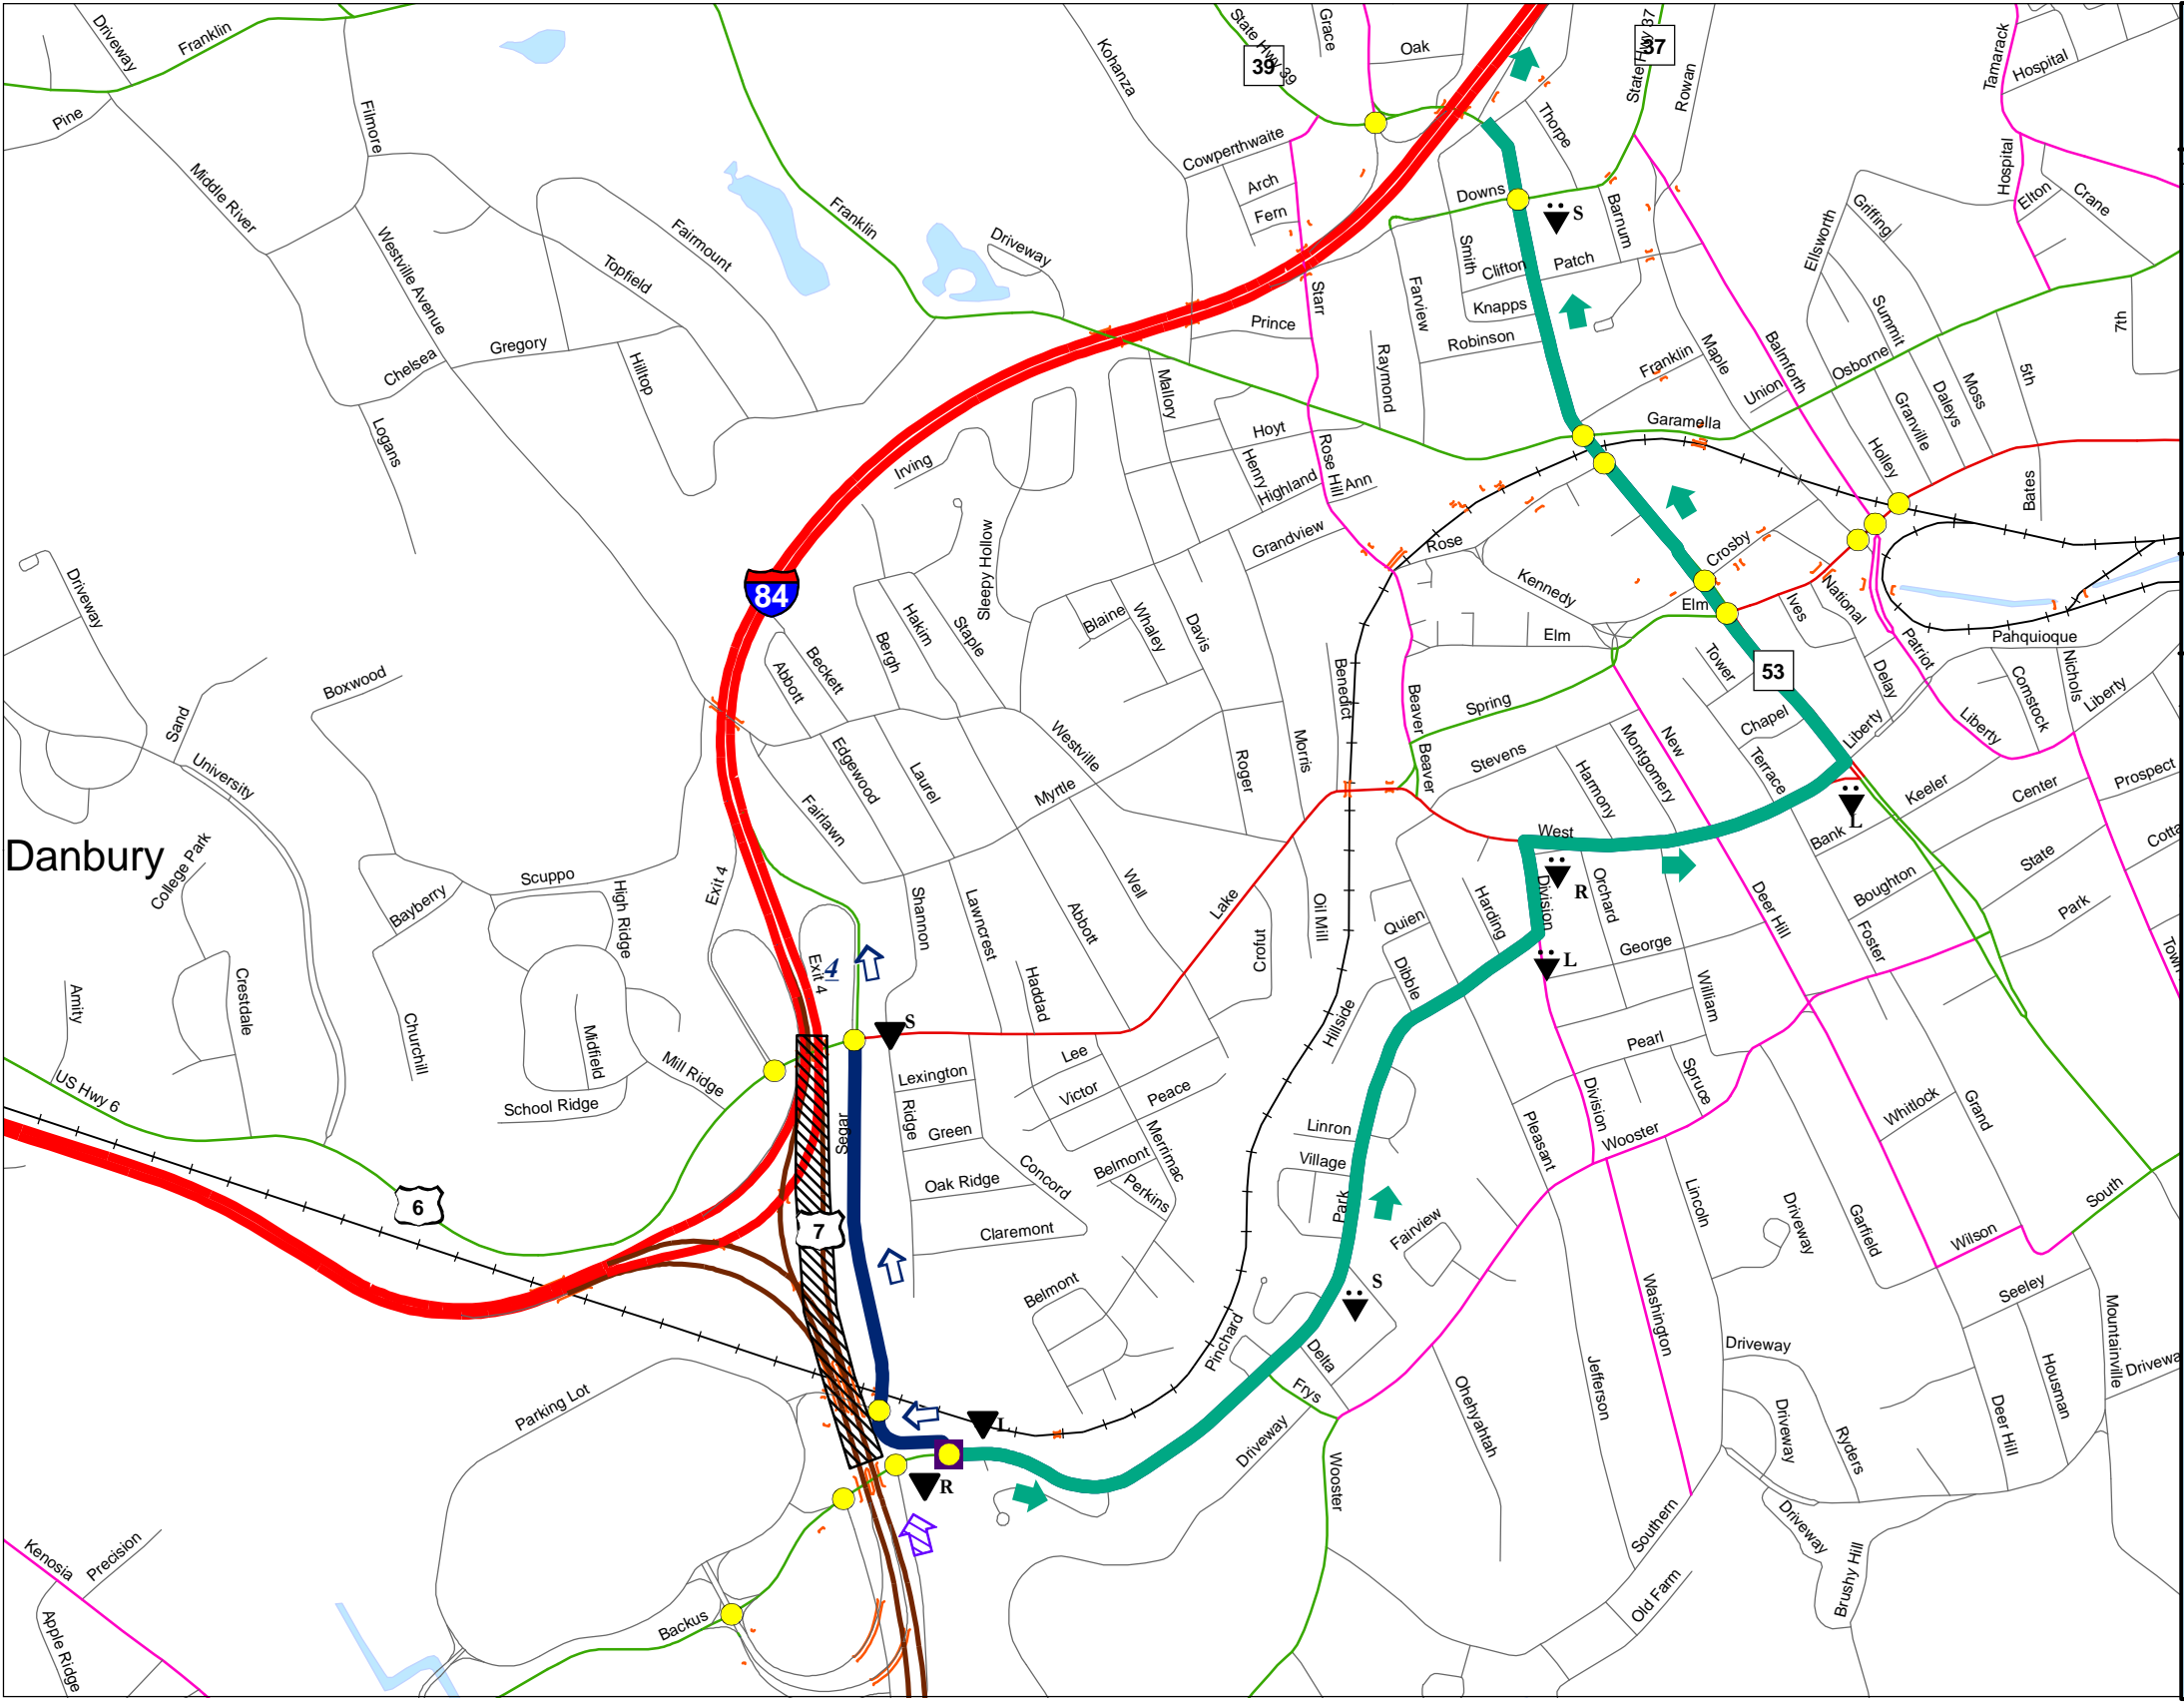 Driveway
Franklin
Pine
Filmore
Middle River
Westville Avenue
Fairmount
Topfield
Gregory
Chelsea
Hilltop
Logans
Franklin
Driveway
Kohanza
State Hwy 39
39
Grace
Oak
State Hwy 37
37
Rowan
Tamarack
Hospital
Cowperthwaite
Arch
Fern
Thorpe
Downs
S
Barnum
Smith
Clifton
Patch
Knapps
Robinson
Farview
Starr
Prince
Raymond
Hospital
Elton
Crane
Griffing
Ellsworth
Summit
7th
Franklin
Maple
Balmforth
Union
Osborne
Garamella
5th
Moss
Daleys
Granville
Holley
Bates
Mallory
Hoyt
Henry
Rose Hill
Highland
Ann
Grandview
Irving
Sleepy Hollow
84
Rose
Crosby
Kennedy
Elm
Elm
Ives
National
Patriot
Pahquioque
Nichols
Comstock
Liberty
Delay
Tower
53
Chapel
Liberty
Liberty
Driveway
Boxwood
Sand
University
Hakim
Bergh
Staple
Beckett
Abbott
Blaine
Whaley
Davis
Benedict
Morris
Beaver
Beaver
Spring
Stevens
Harmony
Montgomery
New
Terrace
Keeler
Center
Prospect
Edgewood
Laurel
Fairlawn
Westville
Myrtle
Roger
Danbury
College Park
West
Bank
L
Boughton
State
Park
Scuppo
High Ridge
Bayberry
Exit 4
Exit 4
4
Shannon
Lawncrest
Abbott
Well
Lake
Crofut
Oil Mill
Quien
Harding
Division
R
Orchard
George
L
Dibble
Deer Hill
Foster
William
Amity
Crestdale
Churchill
Midfield
Mill Ridge
School Ridge
S
Haddad
Hillside
Lexington
Lee
Victor
Peace
Ridge
Green
Oak Ridge
Concord
Claremont
Belmont
Perkins
Merrimac
Segar
US Hwy 6
6
7
Pearl
Spruce
Division
Pleasant
Wooster
Whitlock
Grand
Linron
Village
Park
Fairview
Lincoln
Driveway
Garfield
Wilson
South
S
Belmont
Pinchard
Delta
Frys
Washington
Jefferson
Ohehyahtah
Driveway
Seeley
Mountainville
Housman
Deer Hill
Parking Lot
L
R
Driveway
Wooster
Driveway
Ryders
Driveway
Southern
Old Farm
Brushy Hill
Kenosia
Precision
Apple Ridge
Backus